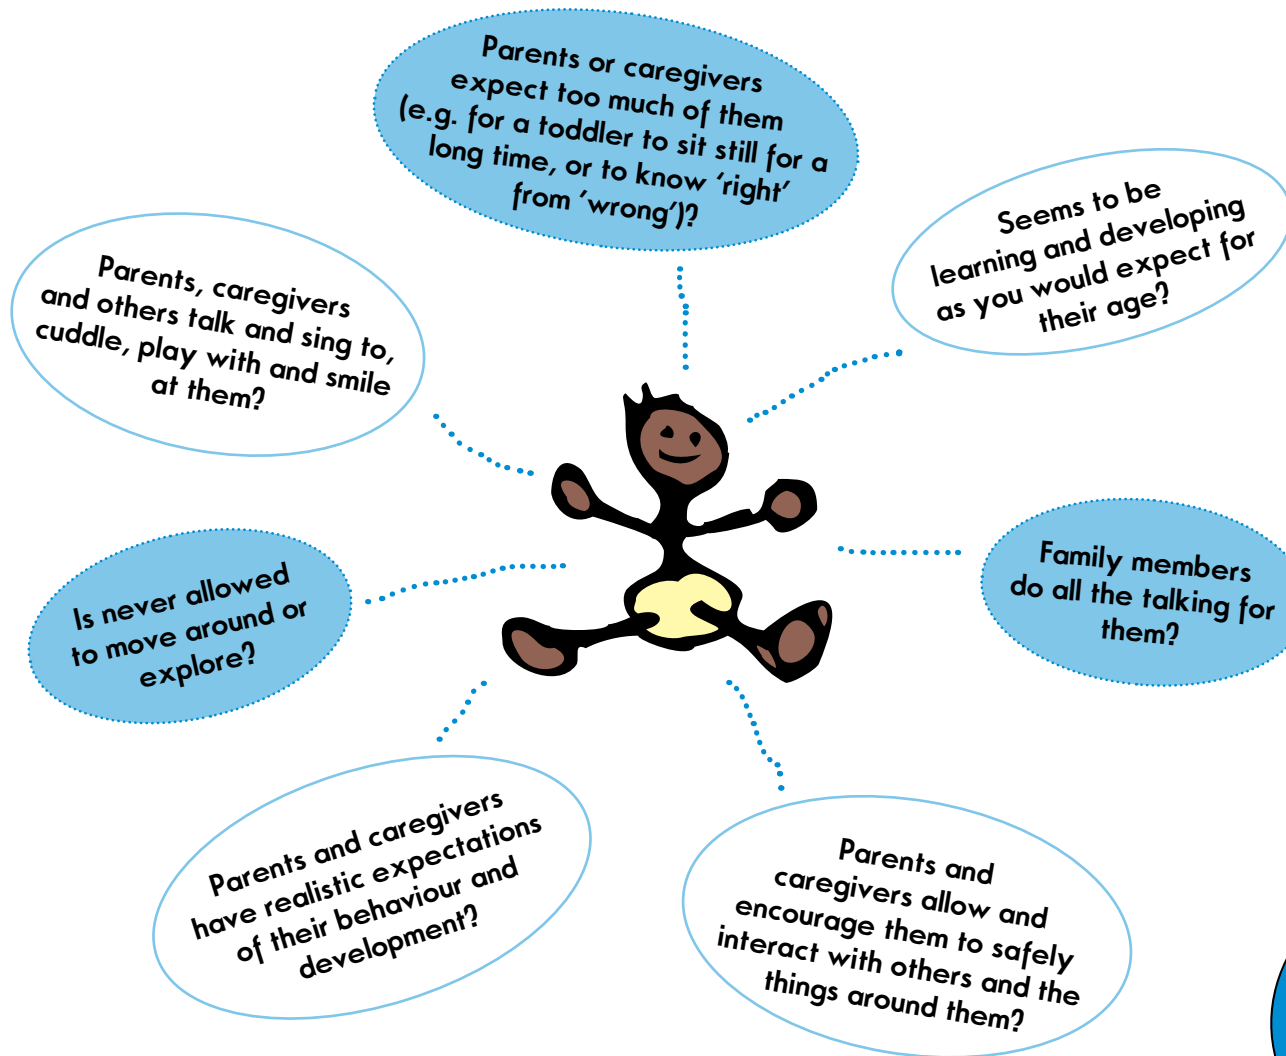 Parents or caregivers
expect too much of them
(e.g. for a toddler to sit still for a
long time, or to know ‘right’
from ‘wrong’)?
Seems to be
learning and developing
as you would expect for
their age?
Parents, caregivers
and others talk and sing to,
cuddle, play with and smile
at them?
Family members
do all the talking for
them?
Is never allowed
to move around or
explore?
Parents and caregivers
have realistic expectations
of their behaviour and
development?
Parents and
caregivers allow and
encourage them to safely
interact with others and the
things around them?